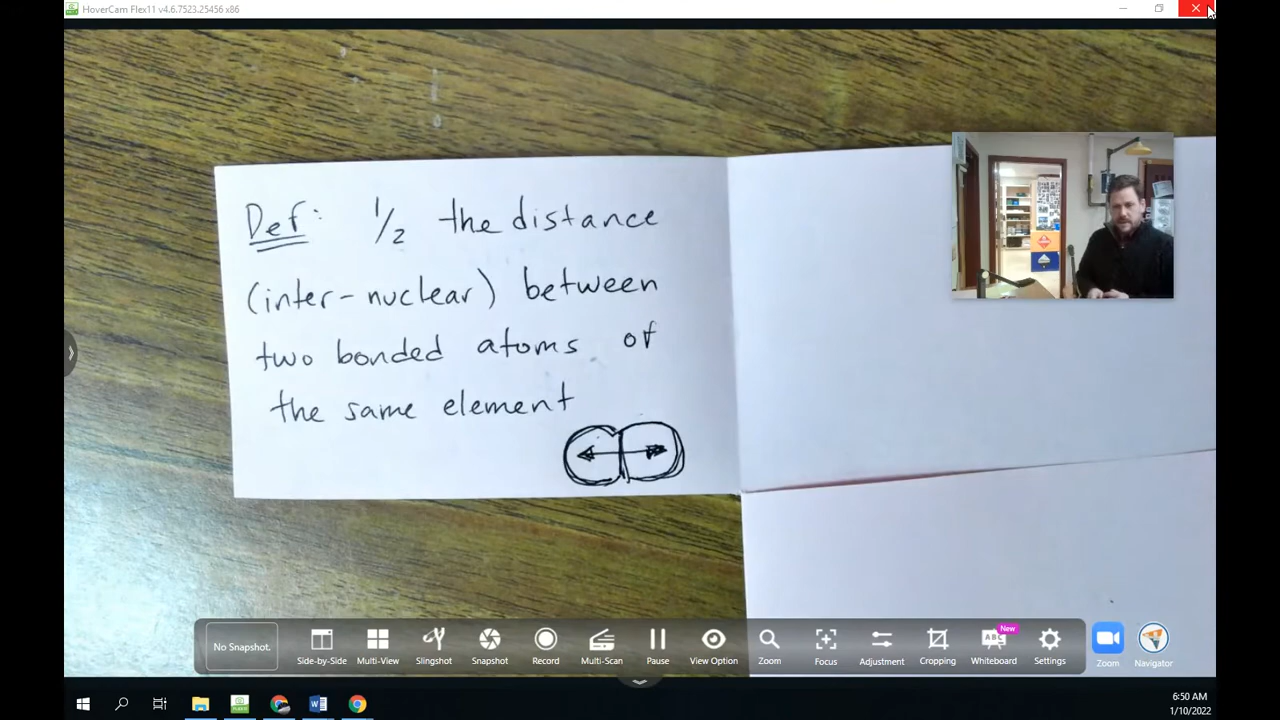 HoverCam Flex11 v4.6.7523.25456 x86
Def: 1/2 the distance
(inter-nuclear) between
two bonded atoms of
the same element
No Snapshot.
Side-by-Side
Multi-View
Slingshot
Snapshot
Record
Multi-Scan
Pause
View Option
Zoom
Focus
Adjustment
Cropping
ABC
New
Whiteboard
Settings
Zoom
Navigator
6:50 AM
1/10/2022